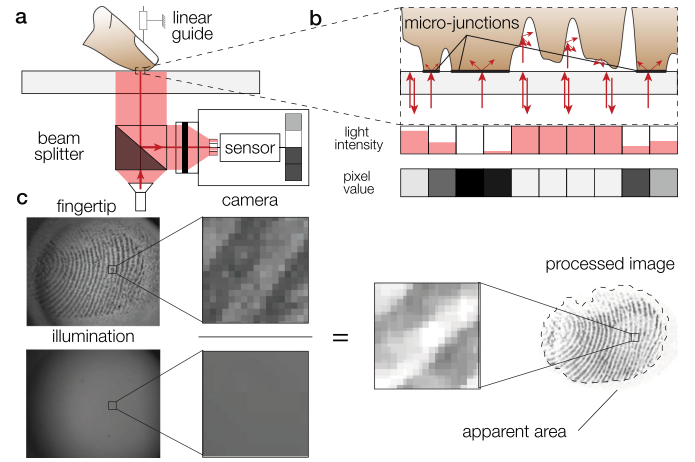 a
linear
guide
beam
splitter
sensor
b
micro-junctions
light
intensity
pixel
value
c
fingertip
camera
illumination
=
processed image
apparent area